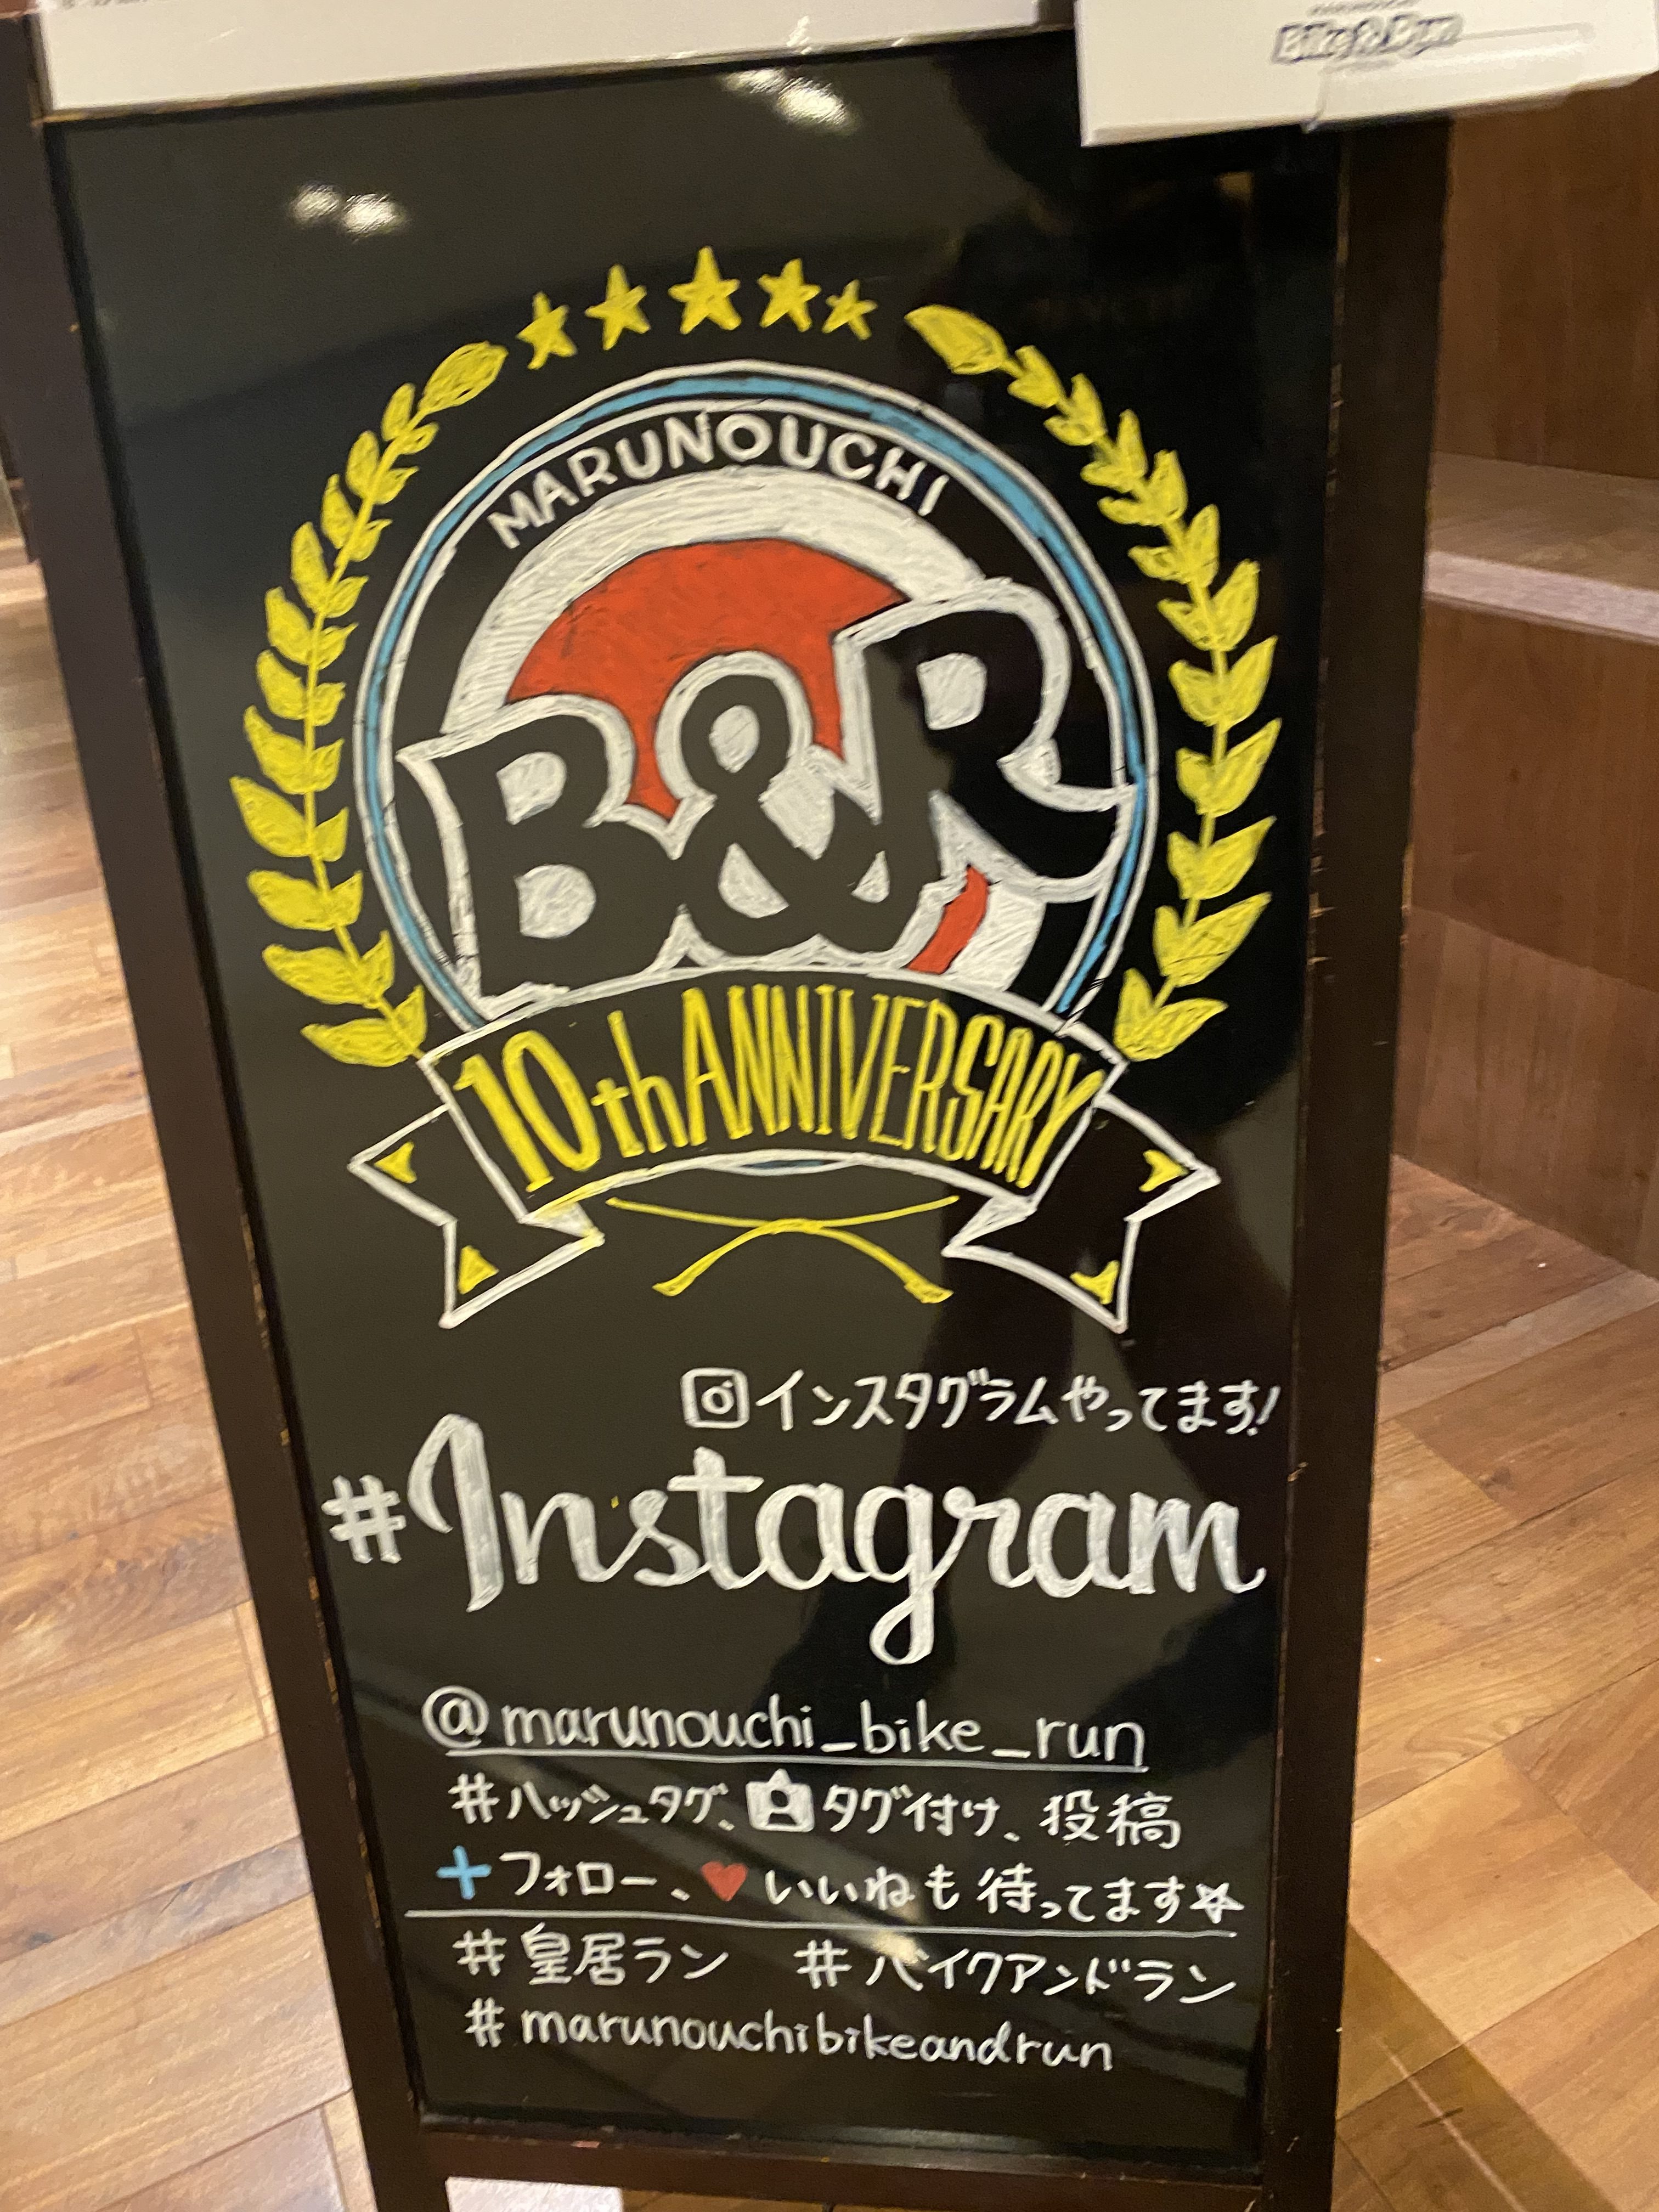 Bike&Run
MARUNOUCHI
B&R
10th ANNIVERSARY
インスタグラムやってます!
#Instagram
@marunouchi_bike_run
#ハッシュタグ、タグ付け、投稿
+フォロー、♥いいねも待ってます☆
#皇居ラン #バイクアンドラン
#marunouchibikeandrun